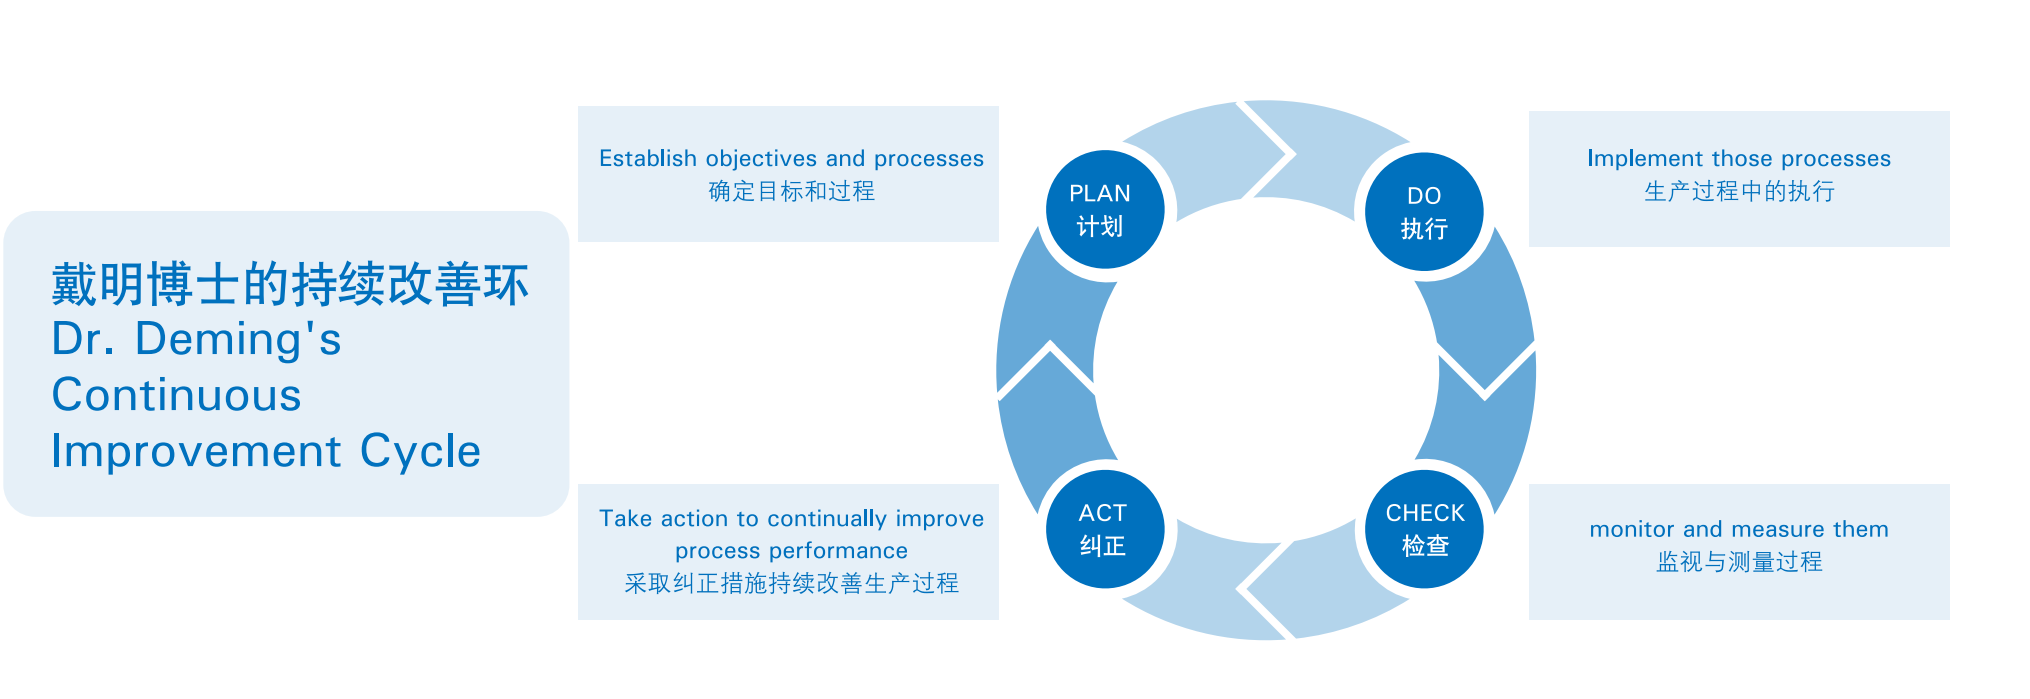 戴明博士的持续改善环
Dr. Deming's
Continuous
Improvement Cycle
Establish objectives and processes
确定目标和过程
PLAN
计划
DO
执行
Implement those processes
生产过程中的执行
Take action to continually improve
process performance
采取纠正措施持续改善生产过程
ACT
纠正
CHECK
检查
monitor and measure them
监视与测量过程